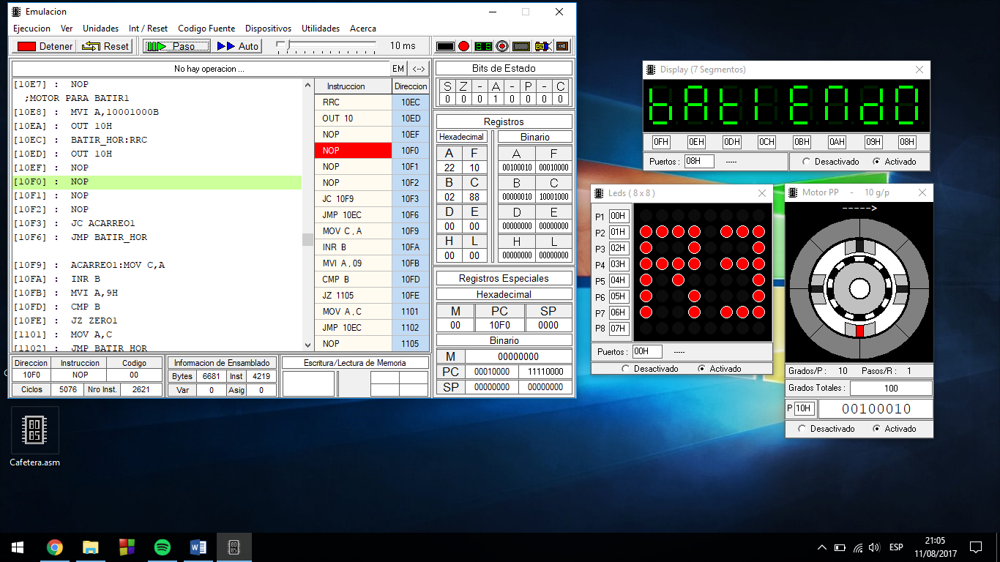 Emulacion
Ejecucion Ver Unidades Int / Reset Codigo Fuente Dispositivos Utilidades Acerca
Detener Reset Paso Auto 10 ms
No hay operacion ... EM <-->
[10E7] : NOP
;MOTOR PARA BATIR1
[10E8] : MVI A,10001000B
[10EA] : OUT 10H
[10EC] : BATIR_HOR:RRC
[10ED] : OUT 10H
[10EF] : NOP
[10F0] : NOP
[10F1] : NOP
[10F2] : NOP
[10F3] : JC ACARREO1
[10F6] : JMP BATIR_HOR
[10F9] : ACARREO1:MOV C,A
[10FA] : INR B
[10FB] : MVI A,9H
[10FD] : CMP B
[10FE] : JZ ZERO1
[1101] : MOV A,C
[1102] : JMP BATIR_HOR
Instruccion Direccion
RRC 10EC
OUT 10 10ED
NOP 10EF
NOP 10F0
NOP 10F1
NOP 10F2
JC 10F9 10F3
JMP 10EC 10F6
MOV C,A 10F9
INR B 10FA
MVI A,09 10FB
CMP B 10FD
JZ 1105 10FE
MOV A,C 1101
JMP 10EC 1102
NOP 1105
Bits de Estado
S Z - A - P - C
0 0 0 1 0 0 0 0
Registros
Hexadecimal Binario
A F A F
22 10 00100010 00010000
B C B C
02 88 00000010 10001000
D E D E
00 00 00000000 00000000
H L H L
00 00 00000000 00000000
Registros Especiales
Hexadecimal
M PC SP
00 10F0 0000
Binario
M 00000000
PC 00010000 11110000
SP 00000000 00000000
Direccion Instruccion Codigo
10F0 NOP 00
Ciclos 5076 Nro Inst. 2621
Informacion de Ensamblado
Bytes 6681 Inst 4219
Var 0 Asig 0
Escritura/Lectura de Memoria
Display (7 Segmentos)
bAtIEndO
0FH 0EH 0DH 0CH 0BH 0AH 09H 08H
Puertos : 08H ----- Desactivado Activado
Leds ( 8 x 8 )
P1 00H
P2 01H
P3 02H
P4 03H
P5 04H
P6 05H
P7 06H
P8 07H
Puertos : 00H -----
Desactivado Activado
Motor PP - 10 g/p
----->
Grados/P : 10 Pasos/R : 1
Grados Totales : 100
P 10H 00100010
Desactivado Activado
80
85
Cafetera.asm
ESP
21:05
11/08/2017